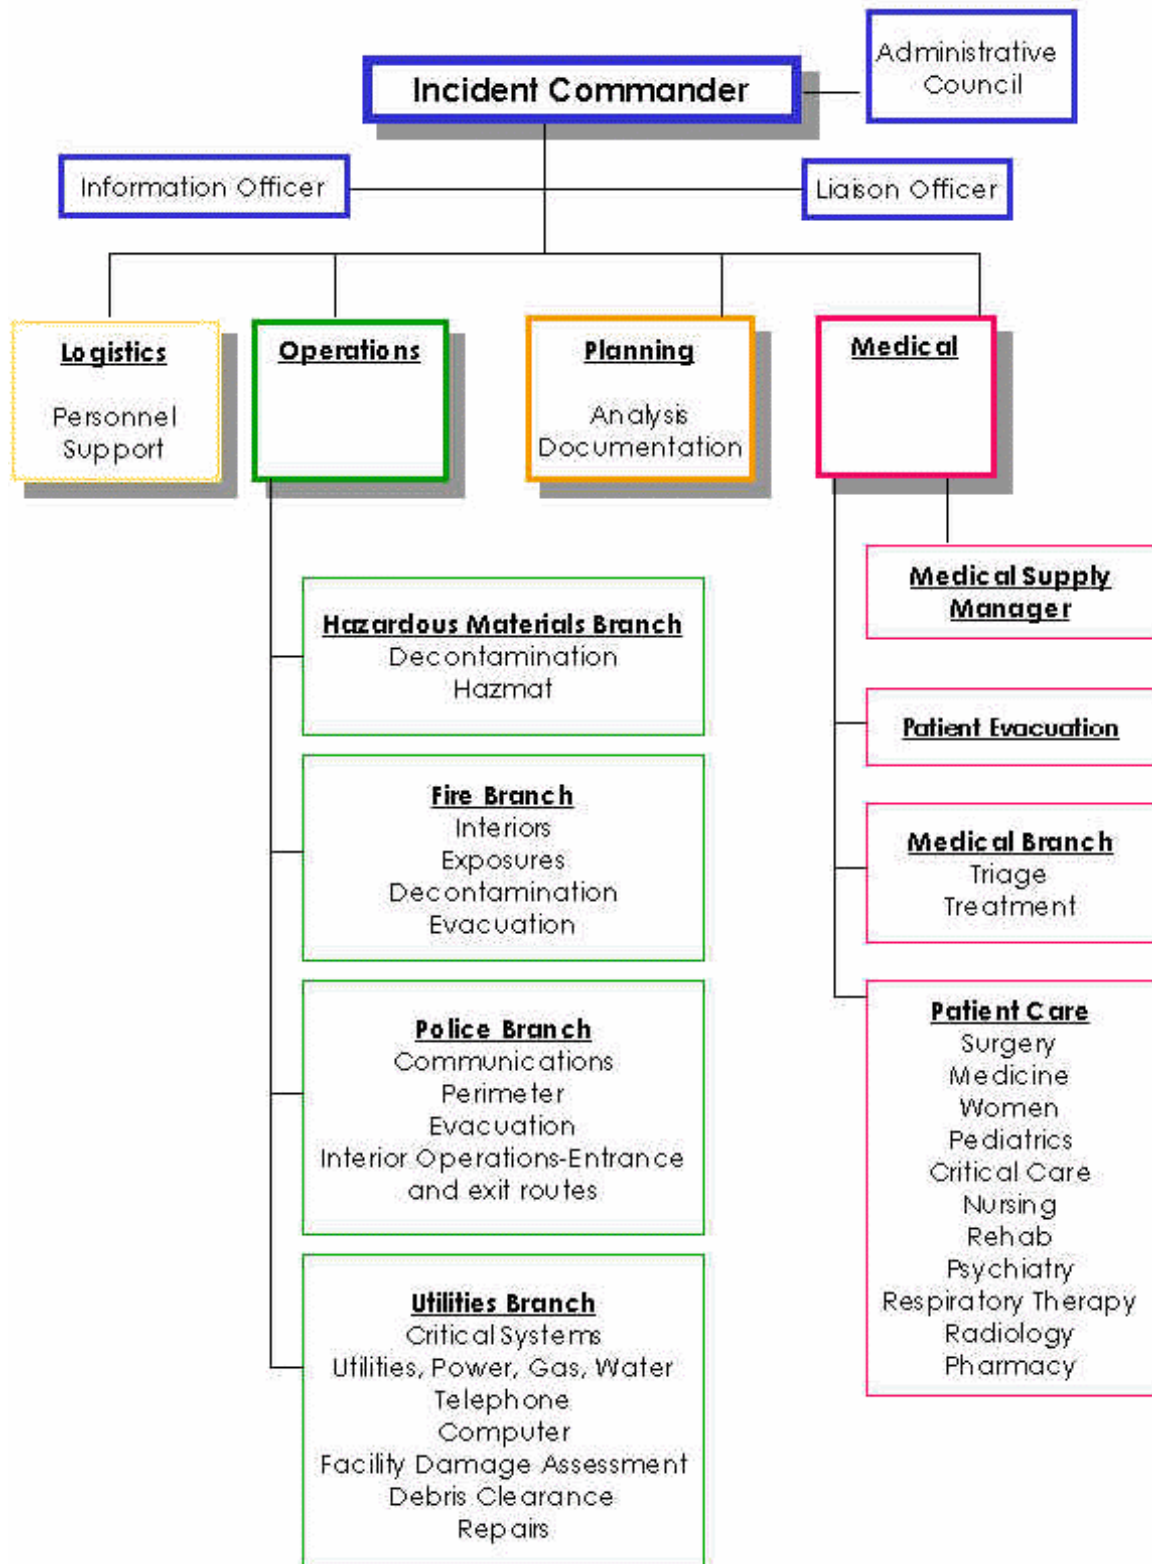 Incident Commander
Administrative
Council
Information Officer
Liaison Officer
Logistics
Personnel
Support
Operations
Planning
Analysis
Documentation
Medical
Hazardous Materials Branch
Decontamination
Hazmat
Fire Branch
Interiors
Exposures
Decontamination
Evacuation
Police Branch
Communications
Perimeter
Evacuation
Interior Operations-Entrance
and exit routes
Utilities Branch
Critical Systems
Utilities, Power, Gas, Water
Telephone
Computer
Facility Damage Assessment
Debris Clearance
Repairs
Medical Supply
Manager
Patient Evacuation
Medical Branch
Triage
Treatment
Patient Care
Surgery
Medicine
Women
Pediatrics
Critical Care
Nursing
Rehab
Psychiatry
Respiratory Therapy
Radiology
Pharmacy